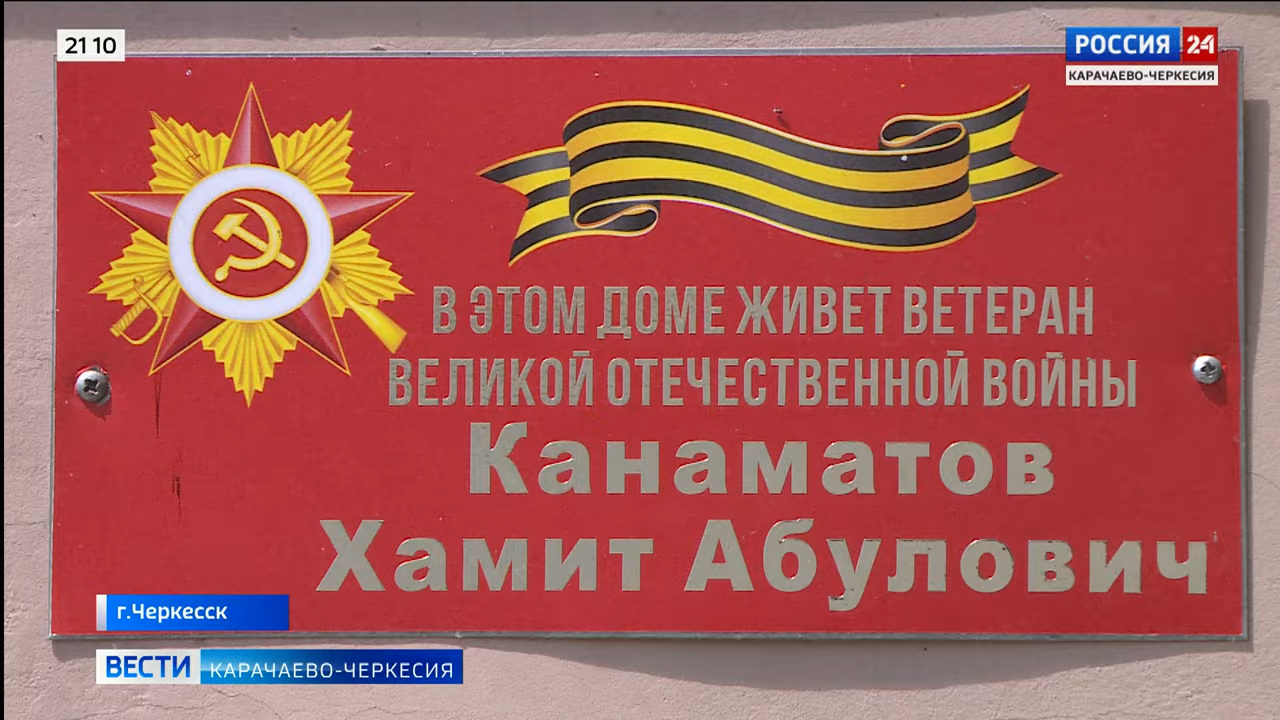 21 10
РОССИЯ 24
КАРАЧАЕВО-ЧЕРКЕСИЯ
В ЭТОМ ДОМЕ ЖИВЕТ ВЕТЕРАН
ВЕЛИКОЙ ОТЕЧЕСТВЕННОЙ ВОЙНЫ
Канаматов
Хамит Абулович
г.Черкесск
ВЕСТИ КАРАЧАЕВО-ЧЕРКЕСИЯ